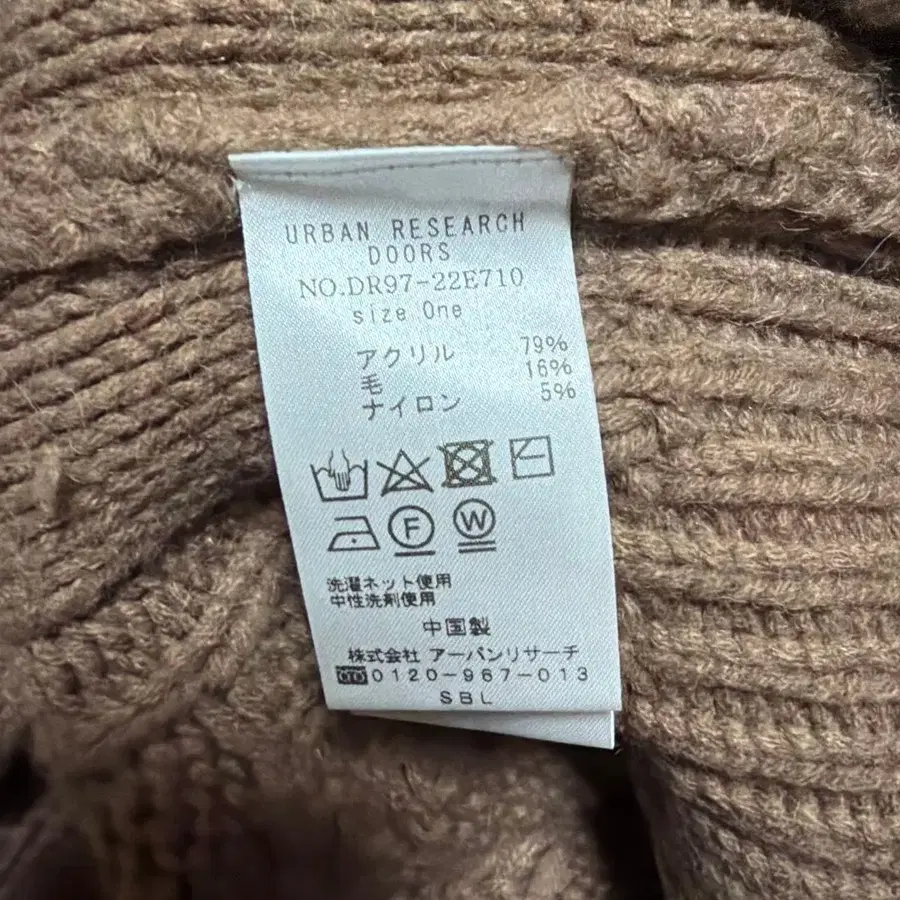 URBAN RESEARCH
DOORS
NO.DR97-22E710
size One
アクリル 79%
毛 16%
ナイロン 5%
F W
洗濯ネット使用
中性洗剤使用
中国製
株式会社 アーバンリサーチ
0120-967-013
SBL